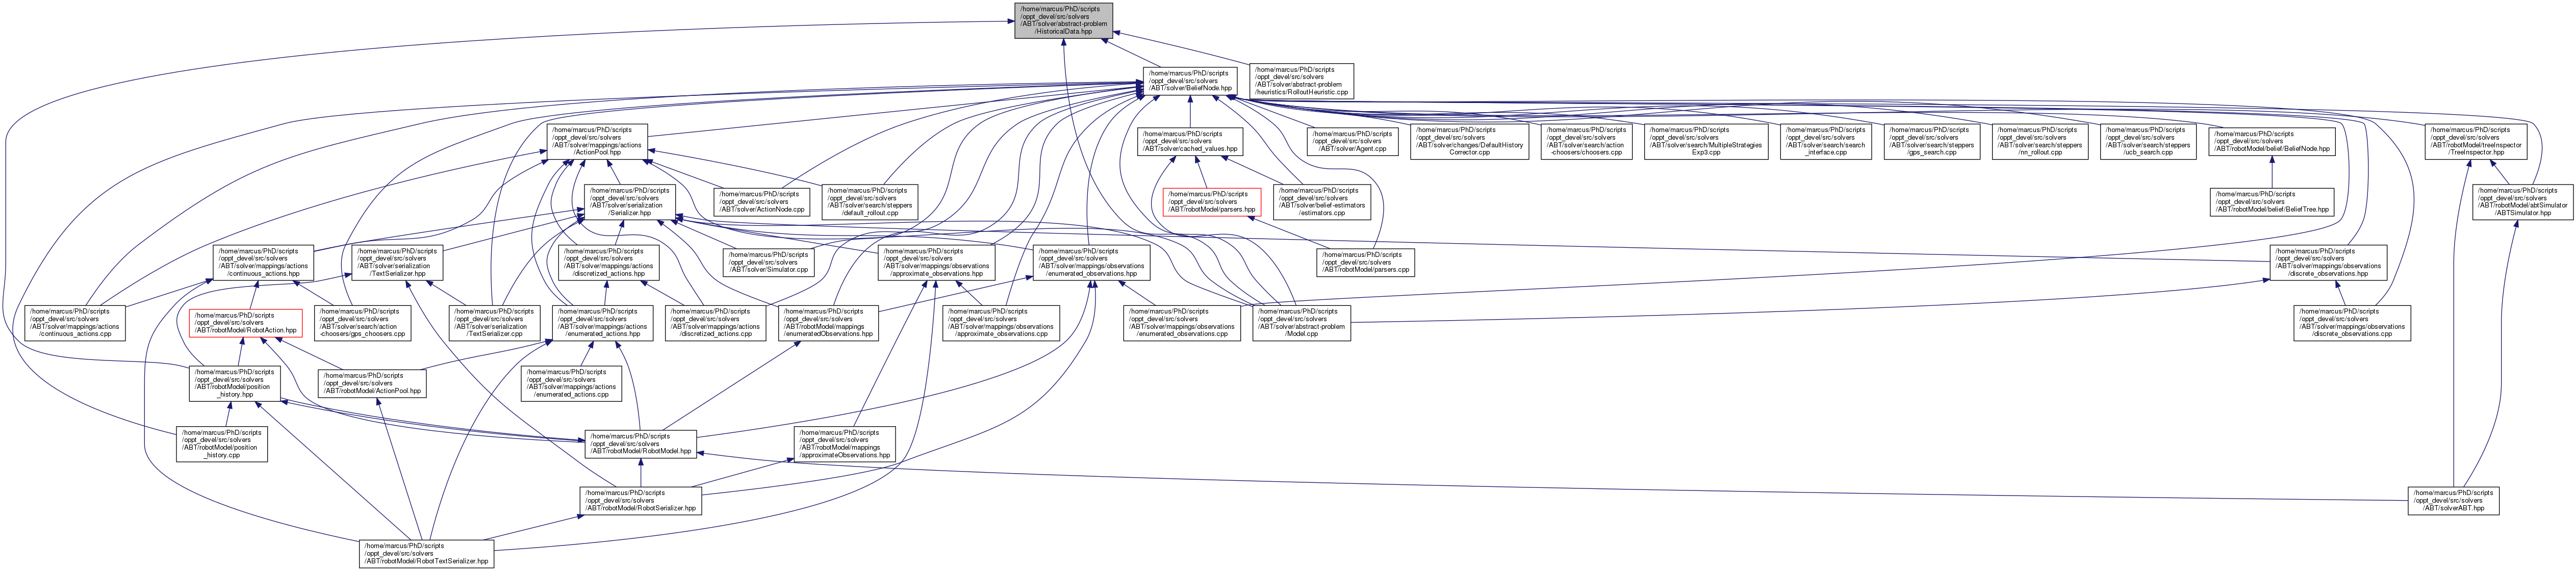 /home/marcus/PhD/scripts
/oppt_devel/src/solvers
/ABT/solver/abstract-problem
/HistoricalData.hpp
/home/marcus/PhD/scripts
/oppt_devel/src/solvers
/ABT/solver/BeliefNode.hpp
/home/marcus/PhD/scripts
/oppt_devel/src/solvers
/ABT/solver/abstract-problem
/heuristics/RolloutHeuristic.cpp
/home/marcus/PhD/scripts
/oppt_devel/src/solvers
/ABT/solver/mappings/actions
/ActionPool.hpp
/home/marcus/PhD/scripts
/oppt_devel/src/solvers
/ABT/solver/cached_values.hpp
/home/marcus/PhD/scripts
/oppt_devel/src/solvers
/ABT/solver/Agent.cpp
/home/marcus/PhD/scripts
/oppt_devel/src/solvers
/ABT/solver/changes/DefaultHistory
Corrector.cpp
/home/marcus/PhD/scripts
/oppt_devel/src/solvers
/ABT/solver/search/action
-choosers/choosers.cpp
/home/marcus/PhD/scripts
/oppt_devel/src/solvers
/ABT/solver/search/MultipleStrategies
Exp3.cpp
/home/marcus/PhD/scripts
/oppt_devel/src/solvers
/ABT/solver/search/search
_interface.cpp
/home/marcus/PhD/scripts
/oppt_devel/src/solvers
/ABT/solver/search/steppers
/gps_search.cpp
/home/marcus/PhD/scripts
/oppt_devel/src/solvers
/ABT/solver/search/steppers
/nn_rollout.cpp
/home/marcus/PhD/scripts
/oppt_devel/src/solvers
/ABT/solver/search/steppers
/ucb_search.cpp
/home/marcus/PhD/scripts
/oppt_devel/src/solvers
/ABT/robotModel/belief/BeliefNode.hpp
/home/marcus/PhD/scripts
/oppt_devel/src/solvers
/ABT/robotModel/treeInspector
/TreeInspector.hpp
/home/marcus/PhD/scripts
/oppt_devel/src/solvers
/ABT/solver/serialization
/Serializer.hpp
/home/marcus/PhD/scripts
/oppt_devel/src/solvers
/ABT/solver/ActionNode.cpp
/home/marcus/PhD/scripts
/oppt_devel/src/solvers
/ABT/solver/search/steppers
/default_rollout.cpp
/home/marcus/PhD/scripts
/oppt_devel/src/solvers
/ABT/robotModel/parsers.hpp
/home/marcus/PhD/scripts
/oppt_devel/src/solvers
/ABT/solver/belief-estimators
/estimators.cpp
/home/marcus/PhD/scripts
/oppt_devel/src/solvers
/ABT/robotModel/belief/BeliefTree.hpp
/home/marcus/PhD/scripts
/oppt_devel/src/solvers
/ABT/robotModel/abtSimulator
/ABTSimulator.hpp
/home/marcus/PhD/scripts
/oppt_devel/src/solvers
/ABT/solver/mappings/actions
/continuous_actions.hpp
/home/marcus/PhD/scripts
/oppt_devel/src/solvers
/ABT/solver/serialization
/TextSerializer.hpp
/home/marcus/PhD/scripts
/oppt_devel/src/solvers
/ABT/solver/mappings/actions
/discretized_actions.hpp
/home/marcus/PhD/scripts
/oppt_devel/src/solvers
/ABT/solver/Simulator.cpp
/home/marcus/PhD/scripts
/oppt_devel/src/solvers
/ABT/solver/mappings/observations
/approximate_observations.hpp
/home/marcus/PhD/scripts
/oppt_devel/src/solvers
/ABT/solver/mappings/observations
/enumerated_observations.hpp
/home/marcus/PhD/scripts
/oppt_devel/src/solvers
/ABT/robotModel/parsers.cpp
/home/marcus/PhD/scripts
/oppt_devel/src/solvers
/ABT/solver/mappings/observations
/discrete_observations.hpp
/home/marcus/PhD/scripts
/oppt_devel/src/solvers
/ABT/solver/mappings/actions
/continuous_actions.cpp
/home/marcus/PhD/scripts
/oppt_devel/src/solvers
/ABT/robotModel/RobotAction.hpp
/home/marcus/PhD/scripts
/oppt_devel/src/solvers
/ABT/solver/search/action
-choosers/gps_choosers.cpp
/home/marcus/PhD/scripts
/oppt_devel/src/solvers
/ABT/solver/serialization
/TextSerializer.cpp
/home/marcus/PhD/scripts
/oppt_devel/src/solvers
/ABT/solver/mappings/actions
/enumerated_actions.hpp
/home/marcus/PhD/scripts
/oppt_devel/src/solvers
/ABT/solver/mappings/actions
/discretized_actions.cpp
/home/marcus/PhD/scripts
/oppt_devel/src/solvers
/ABT/robotModel/mappings
/enumeratedObservations.hpp
/home/marcus/PhD/scripts
/oppt_devel/src/solvers
/ABT/solver/mappings/observations
/approximate_observations.cpp
/home/marcus/PhD/scripts
/oppt_devel/src/solvers
/ABT/solver/mappings/observations
/enumerated_observations.cpp
/home/marcus/PhD/scripts
/oppt_devel/src/solvers
/ABT/solver/abstract-problem
/Model.cpp
/home/marcus/PhD/scripts
/oppt_devel/src/solvers
/ABT/solver/mappings/observations
/discrete_observations.cpp
/home/marcus/PhD/scripts
/oppt_devel/src/solvers
/ABT/robotModel/position
_history.hpp
/home/marcus/PhD/scripts
/oppt_devel/src/solvers
/ABT/robotModel/ActionPool.hpp
/home/marcus/PhD/scripts
/oppt_devel/src/solvers
/ABT/solver/mappings/actions
/enumerated_actions.cpp
/home/marcus/PhD/scripts
/oppt_devel/src/solvers
/ABT/robotModel/position
_history.cpp
/home/marcus/PhD/scripts
/oppt_devel/src/solvers
/ABT/robotModel/RobotModel.hpp
/home/marcus/PhD/scripts
/oppt_devel/src/solvers
/ABT/robotModel/mappings
/approximateObservations.hpp
/home/marcus/PhD/scripts
/oppt_devel/src/solvers
/ABT/robotModel/RobotSerializer.hpp
/home/marcus/PhD/scripts
/oppt_devel/src/solvers
/ABT/solverABT.hpp
/home/marcus/PhD/scripts
/oppt_devel/src/solvers
/ABT/robotModel/RobotTextSerializer.hpp